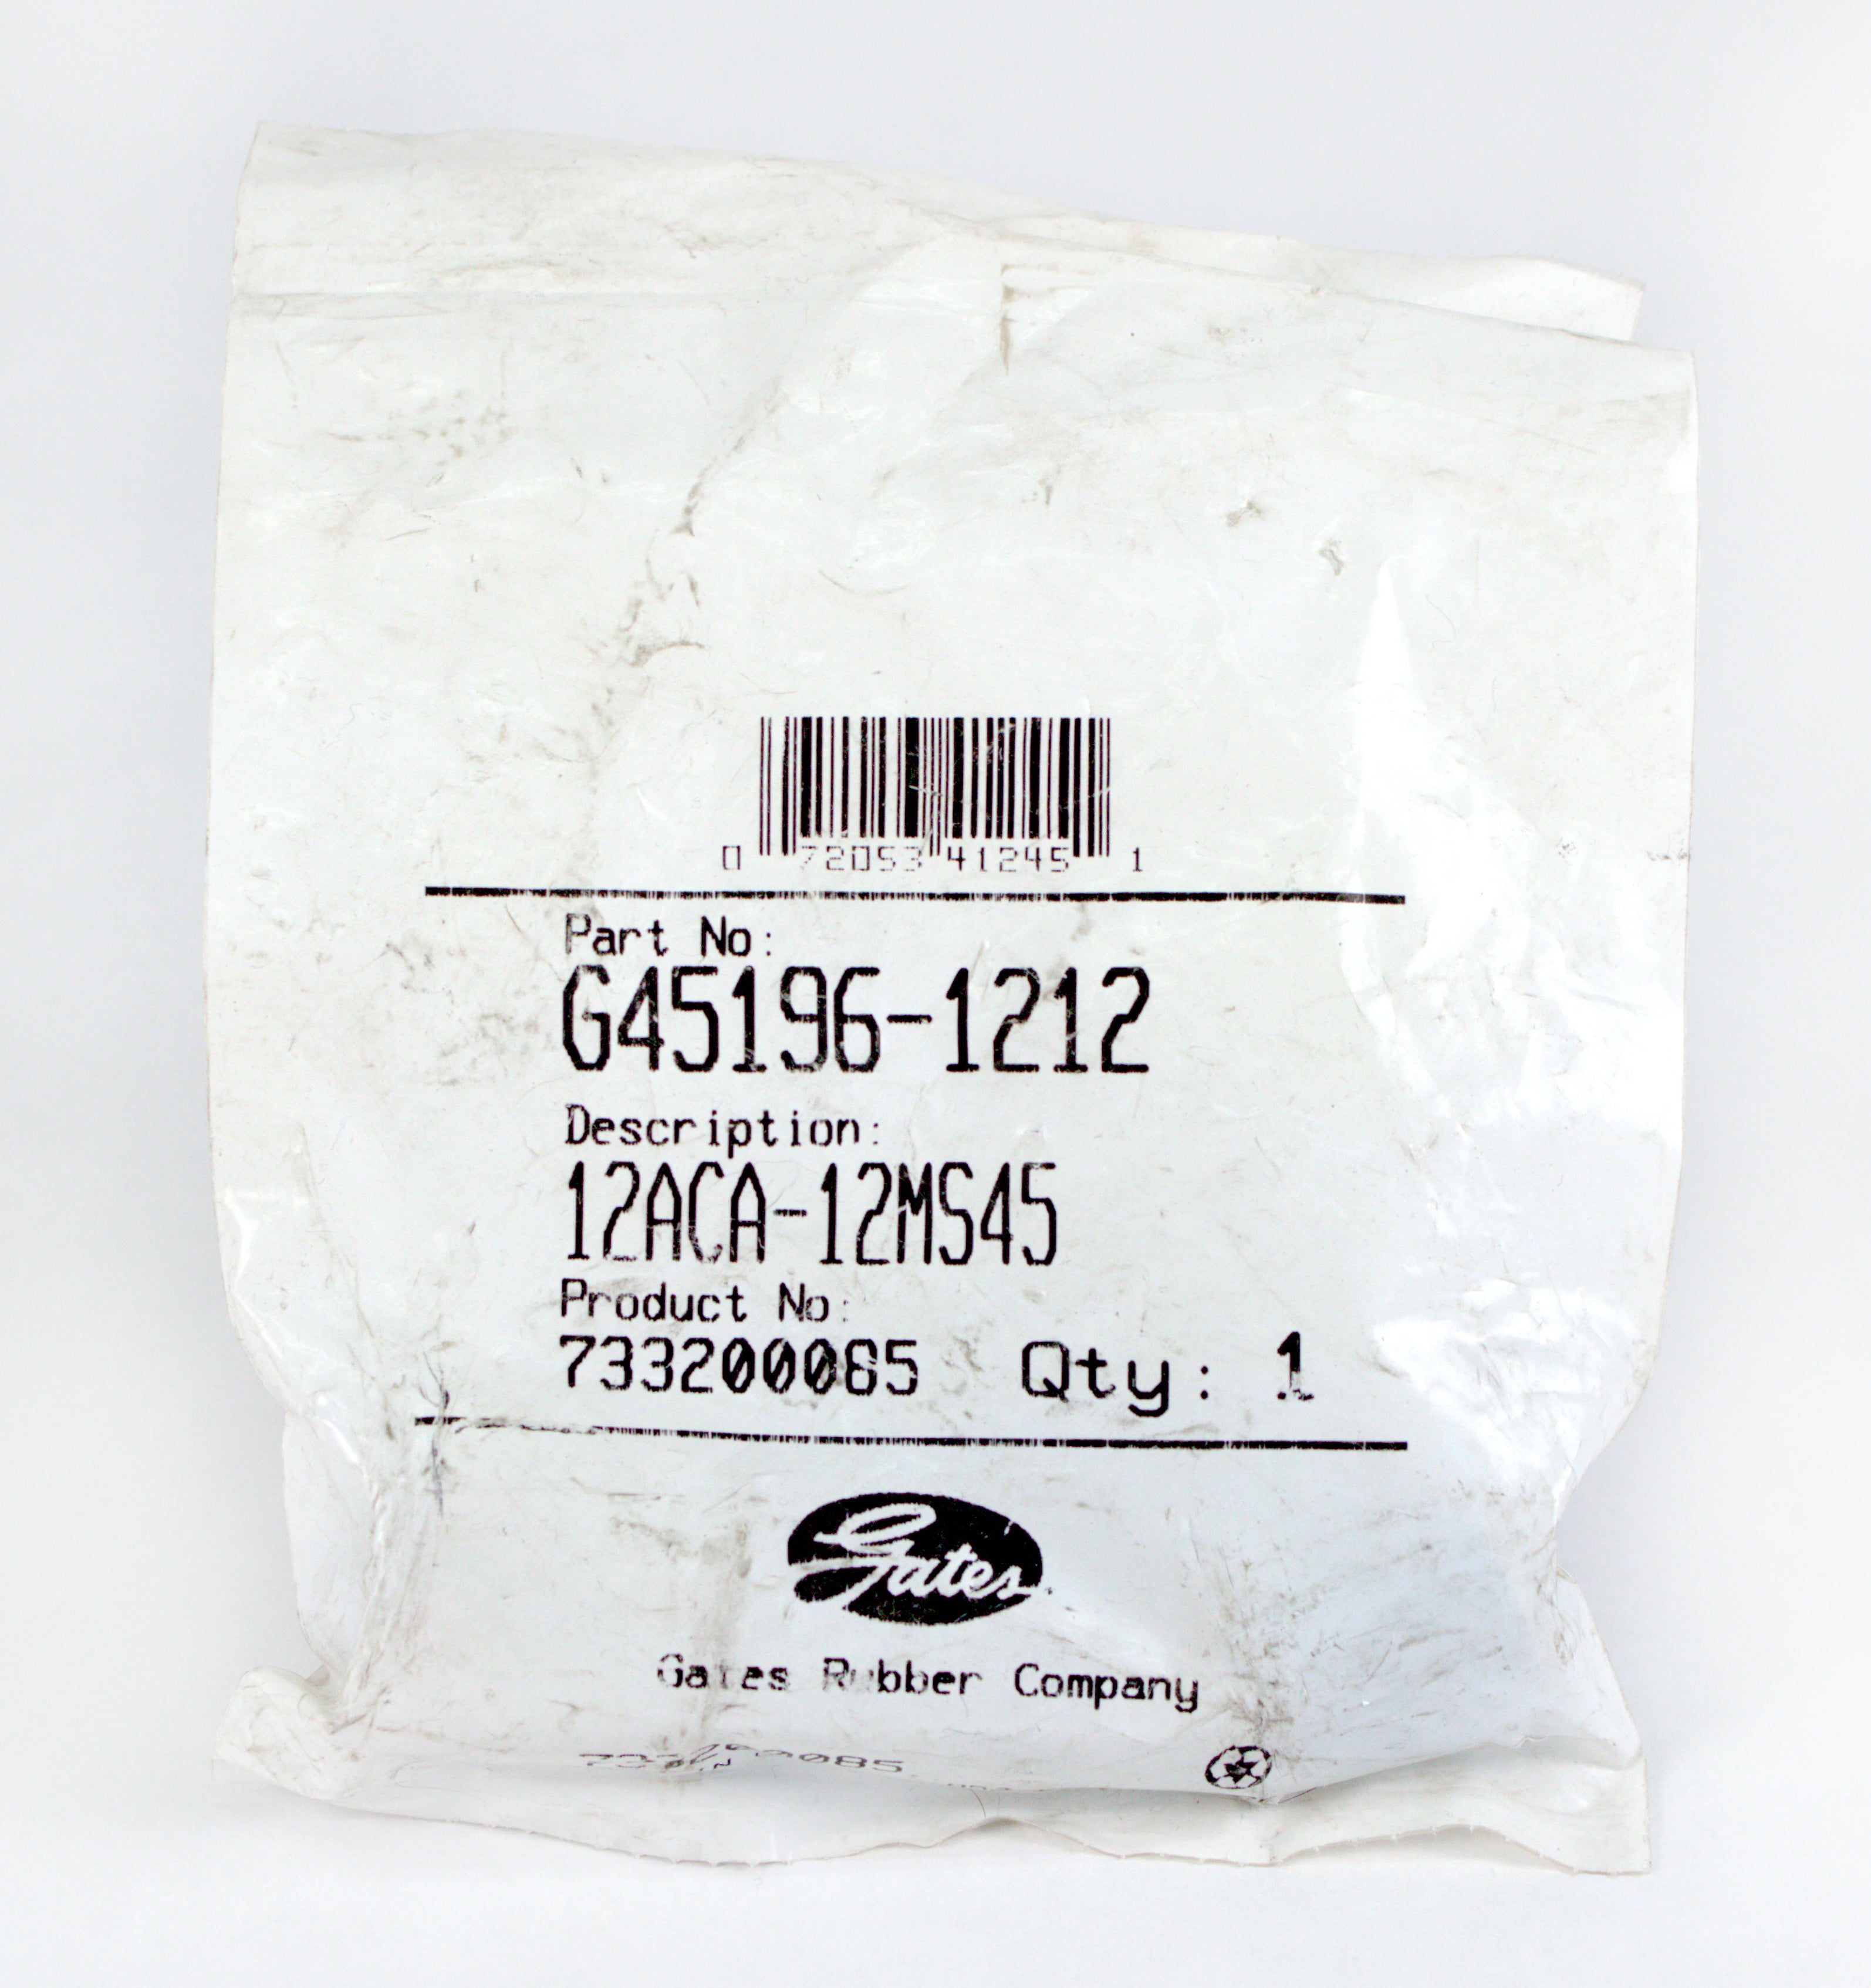 0 72053 41245 1
Part No:
G45196-1212
Description:
12ACA-12MS45
Product No:
733200085 Qty: 1
Gates
Gates Rubber Company